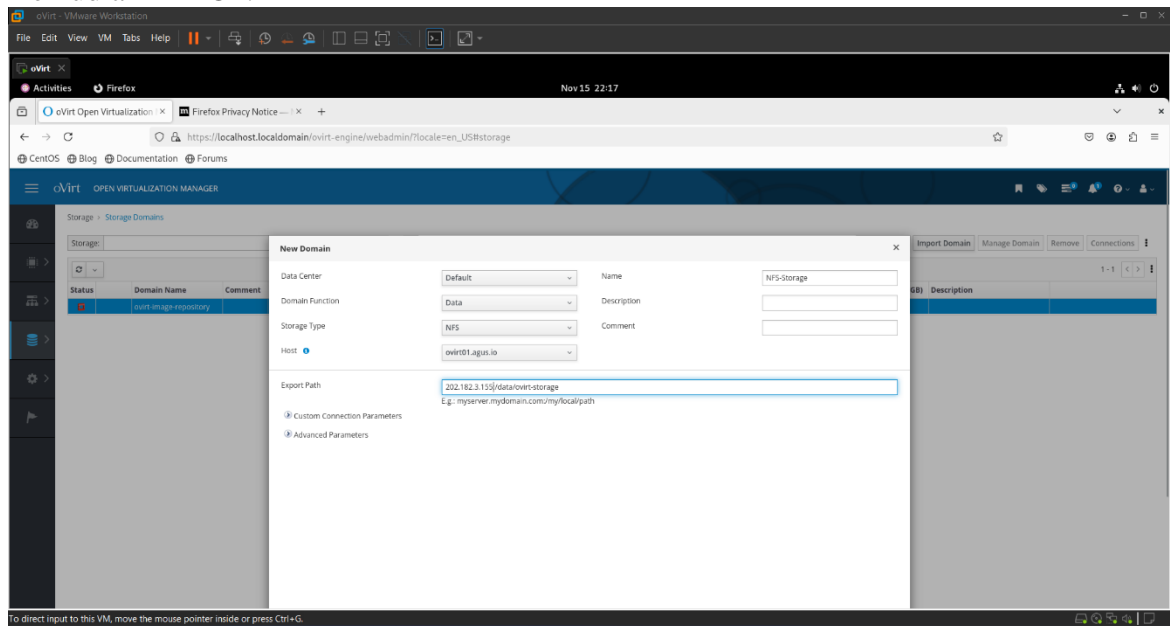 oVirt - VMware Workstation
File Edit View VM Tabs Help
oVirt
Activities Firefox Nov 15 22:17
oVirt Open Virtualization Firefox Privacy Notice —
https://localhost.localdomain/ovirt-engine/webadmin/?locale=en_US#storage
CentOS Blog Documentation Forums
oVirt OPEN VIRTUALIZATION MANAGER
Storage » Storage Domains
Storage: Import Domain Manage Domain Remove Connections
New Domain
1-1
Status Domain Name Comment GB) Description
ovirt-image-repository
Data Center Default Name NFS-Storage
Domain Function Data Description
Storage Type NFS Comment
Host ovirt01.agus.io
Export Path 202.182.3.155/data/ovirt-storage
E.g.: myserver.mydomain.com:/my/local/path
Custom Connection Parameters
Advanced Parameters
To direct input to this VM, move the mouse pointer inside or press Ctrl+G.